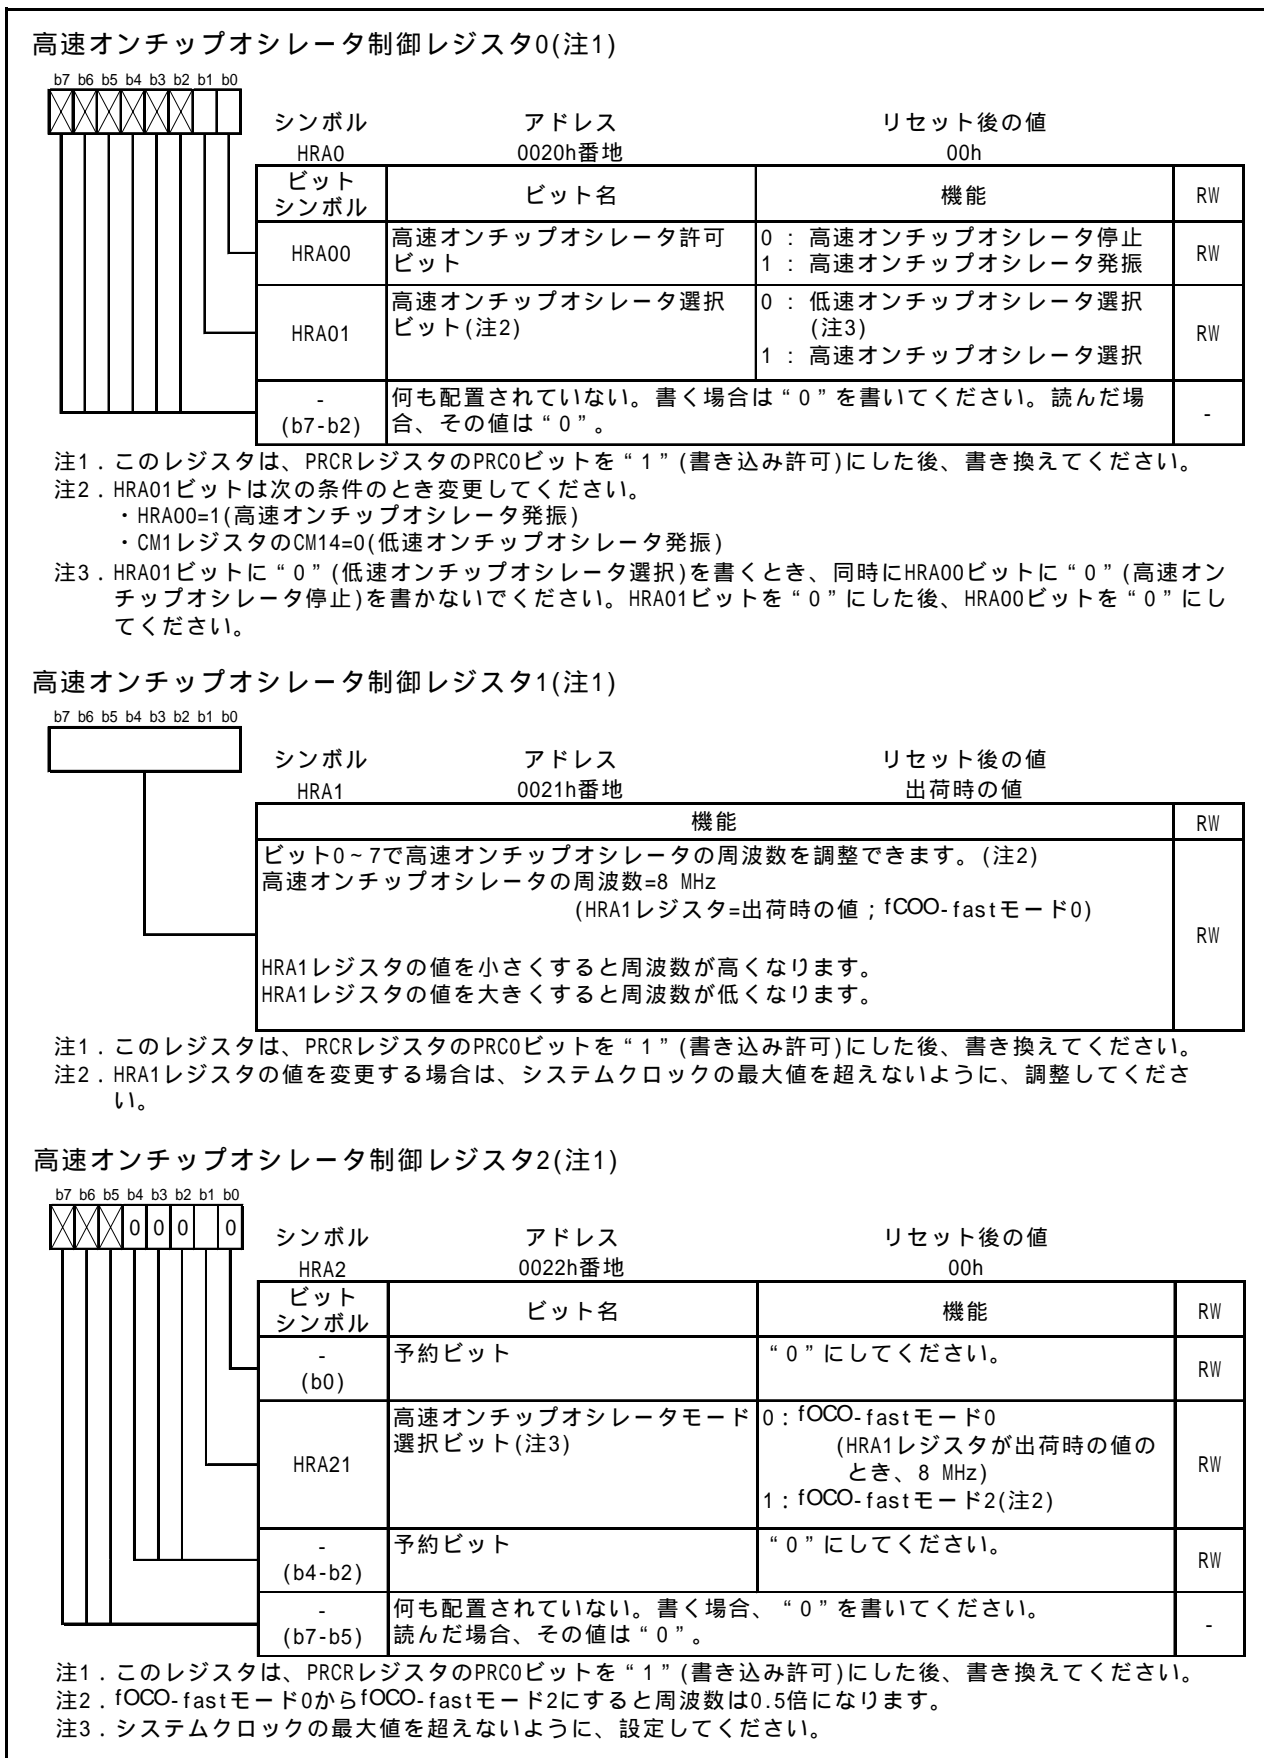 高速オンチップオシレータ制御レジスタ0(注1)
b7 b6 b5 b4 b3 b2 b1 b0
シンボル アドレス リセット後の値
HRA0 0020h番地 00h
ビット
シンボル ビット名 機能 RW
HRA00 高速オンチップオシレータ許可
ビット 0 : 高速オンチップオシレータ停止
1 : 高速オンチップオシレータ発振 RW
HRA01 高速オンチップオシレータ選択
ビット(注2) 0 : 低速オンチップオシレータ選択
(注3)
1 : 高速オンチップオシレータ選択 RW
-
(b7-b2) 何も配置されていない。書く場合は“0”を書いてください。読んだ場
合、その値は“0”。 -
注1．このレジスタは、PRCRレジスタのPRC0ビットを“1”(書き込み許可)にした後、書き換えてください。
注2．HRA01ビットは次の条件のとき変更してください。
・HRA00=1(高速オンチップオシレータ発振)
・CM1レジスタのCM14=0(低速オンチップオシレータ発振)
注3．HRA01ビットに“0”(低速オンチップオシレータ選択)を書くとき、同時にHRA00ビットに“0”(高速オン
チップオシレータ停止)を書かないでください。HRA01ビットを“0”にした後、HRA00ビットを“0”にし
てください。
高速オンチップオシレータ制御レジスタ1(注1)
b7 b6 b5 b4 b3 b2 b1 b0
シンボル アドレス リセット後の値
HRA1 0021h番地 出荷時の値
機能 RW
ビット0~7で高速オンチップオシレータの周波数を調整できます。(注2)
高速オンチップオシレータの周波数=8 MHz
(HRA1レジスタ=出荷時の値；fCOO-fastモード0)
HRA1レジスタの値を小さくすると周波数が高くなります。
HRA1レジスタの値を大きくすると周波数が低くなります。
RW
注1．このレジスタは、PRCRレジスタのPRC0ビットを“1”(書き込み許可)にした後、書き換えてください。
注2．HRA1レジスタの値を変更する場合は、システムクロックの最大値を超えないように、調整してくださ
い。
高速オンチップオシレータ制御レジスタ2(注1)
b7 b6 b5 b4 b3 b2 b1 b0
0 0 0 0
シンボル アドレス リセット後の値
HRA2 0022h番地 00h
ビット
シンボル ビット名 機能 RW
-
(b0) 予約ビット “0”にしてください。 RW
HRA21 高速オンチップオシレータモード
選択ビット(注3) 0：fOCO-fastモード0
(HRA1レジスタが出荷時の値の
とき、8 MHz)
1：fOCO-fastモード2(注2) RW
-
(b4-b2) 予約ビット “0”にしてください。 RW
-
(b7-b5) 何も配置されていない。書く場合、“0”を書いてください。
読んだ場合、その値は“0”。 -
注1．このレジスタは、PRCRレジスタのPRC0ビットを“1”(書き込み許可)にした後、書き換えてください。
注2．fOCO-fastモード0からfOCO-fastモード2にすると周波数は0.5倍になります。
注3．システムクロックの最大値を超えないように、設定してください。